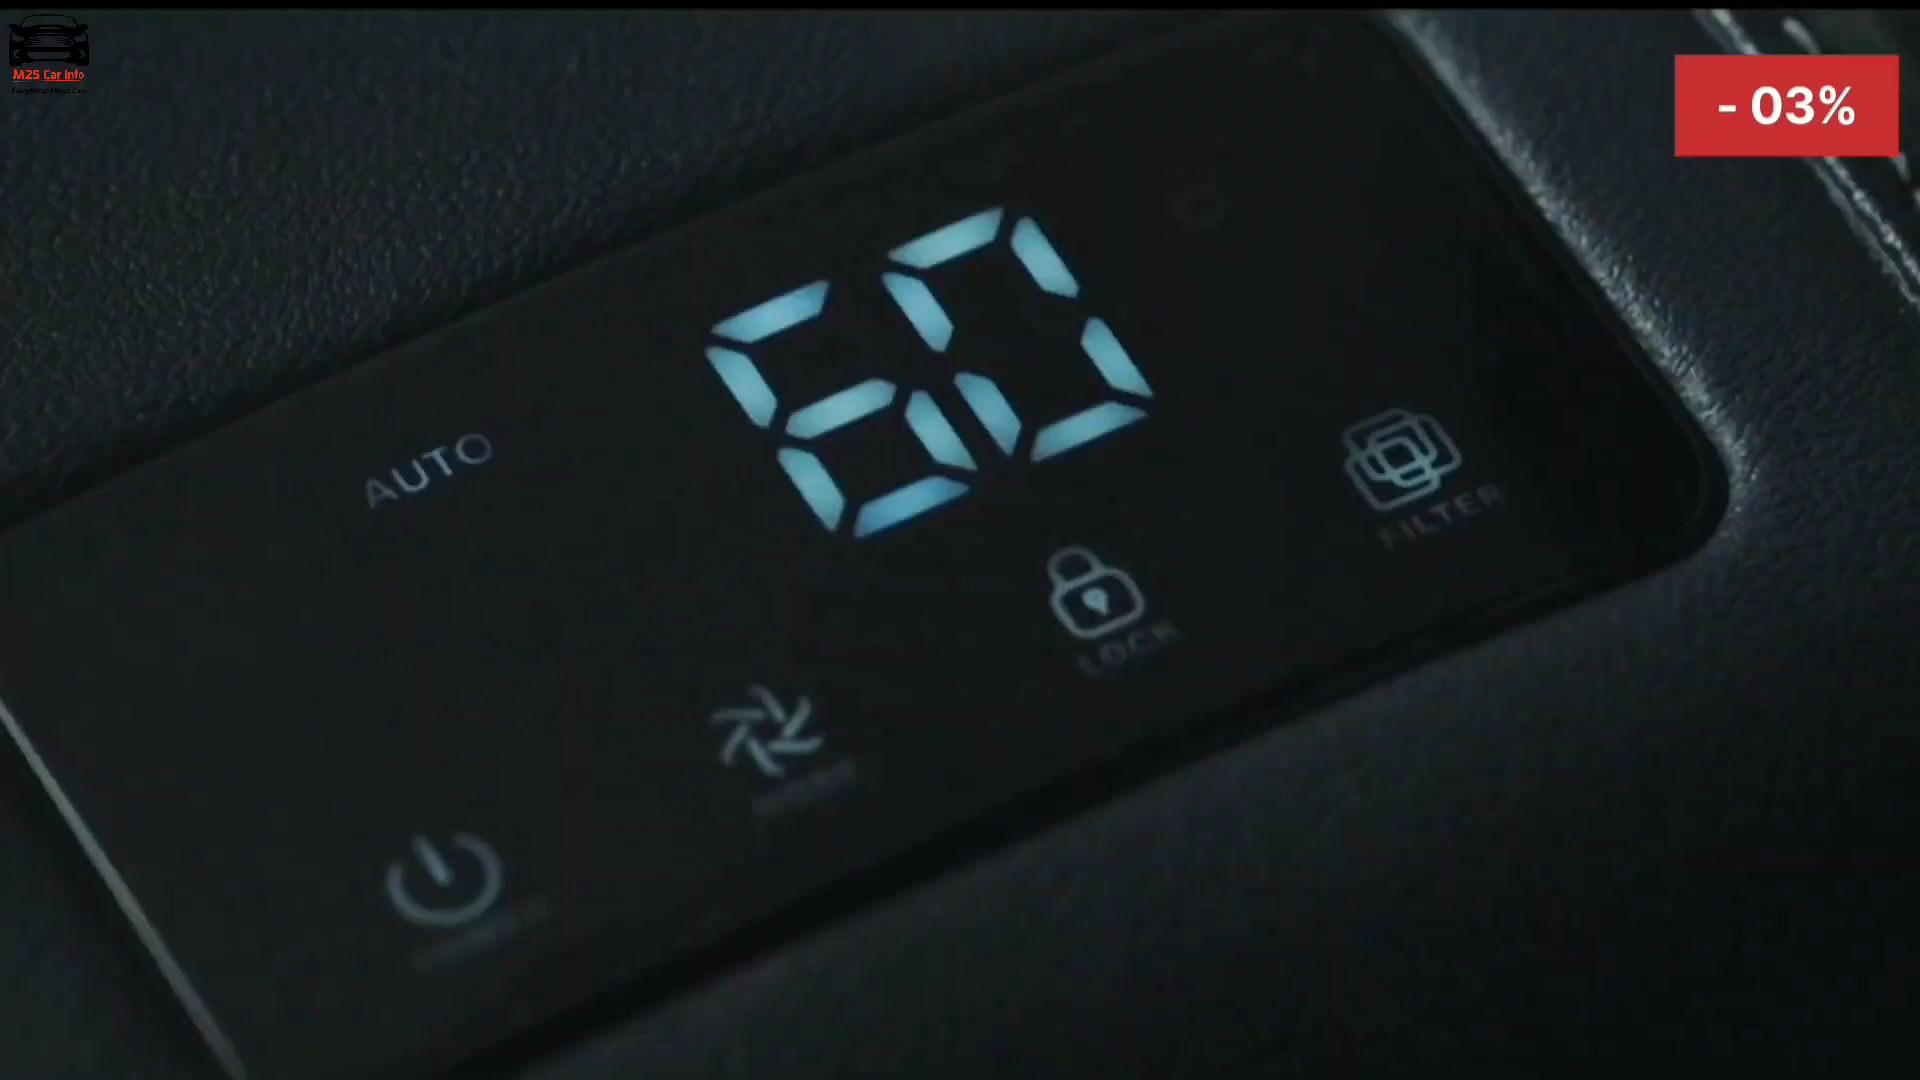 M25 Car Info
Everything About Cars
- 03%
60
AUTO
FILTER
LOCK